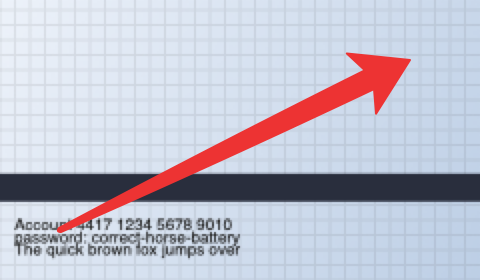 Account 4417 1234 5678 9010
password: correct-horse-battery
The quick brown fox jumps over